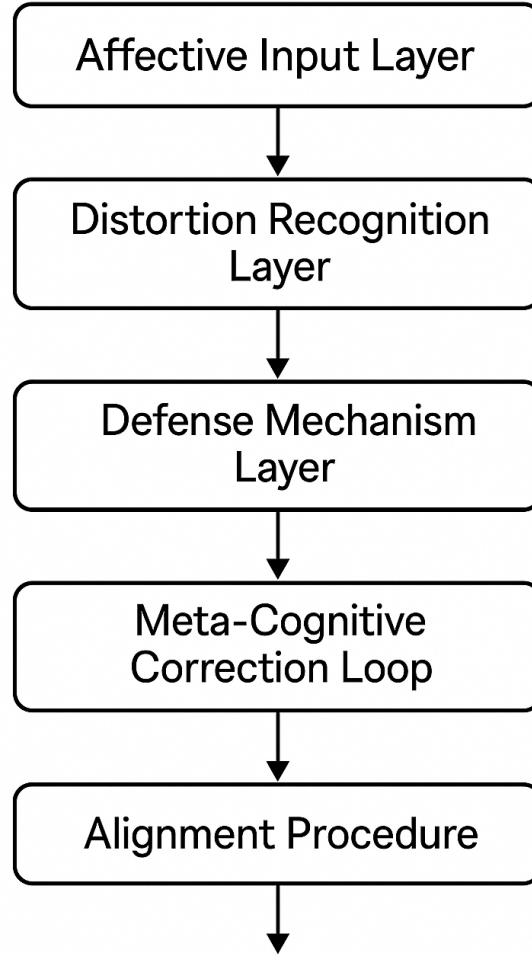 Affective Input Layer
Distortion Recognition
Layer
Defense Mechanism
Layer
Meta-Cognitive
Correction Loop
Alignment Procedure